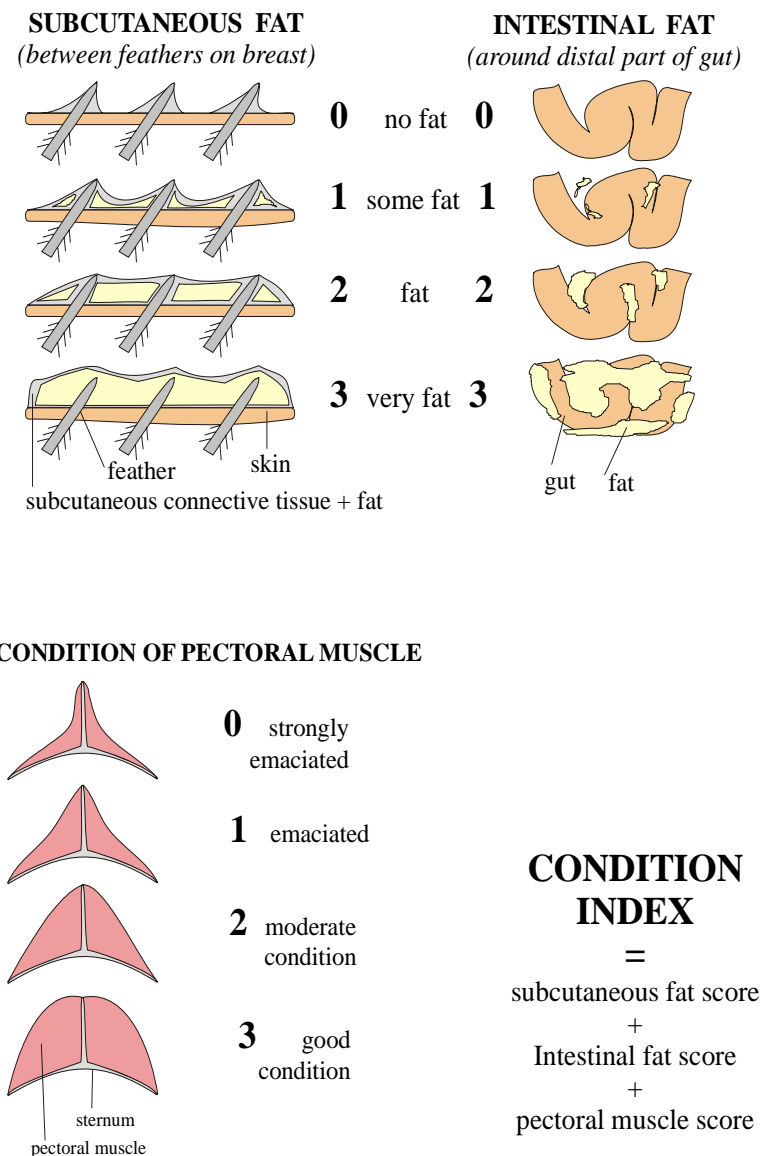 SUBCUTANEOUS FAT
(between feathers on breast)
INTESTINAL FAT
(around distal part of gut)
0 no fat 0
1 some fat 1
2 fat 2
3 very fat 3
feather
skin
subcutaneous connective tissue + fat
gut
fat
CONDITION OF PECTORAL MUSCLE
0 strongly
emaciated
1 emaciated
2 moderate
condition
3 good
condition
sternum
pectoral muscle
CONDITION
INDEX
=
subcutaneous fat score
+
Intestinal fat score
+
pectoral muscle score